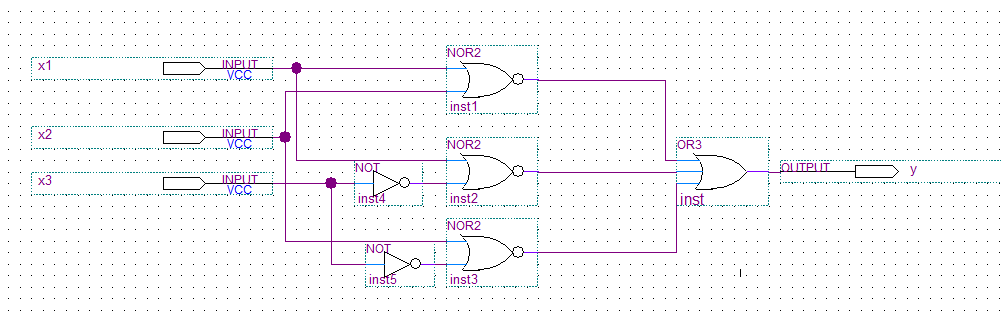 NOR2
x1 INPUT
VCC
inst1
x2 INPUT
VCC
NOR2
OR3
x3 INPUT
VCC
NOT
OUTPUT y
inst4
inst2
inst
NOR2
NOT
inst5
inst3